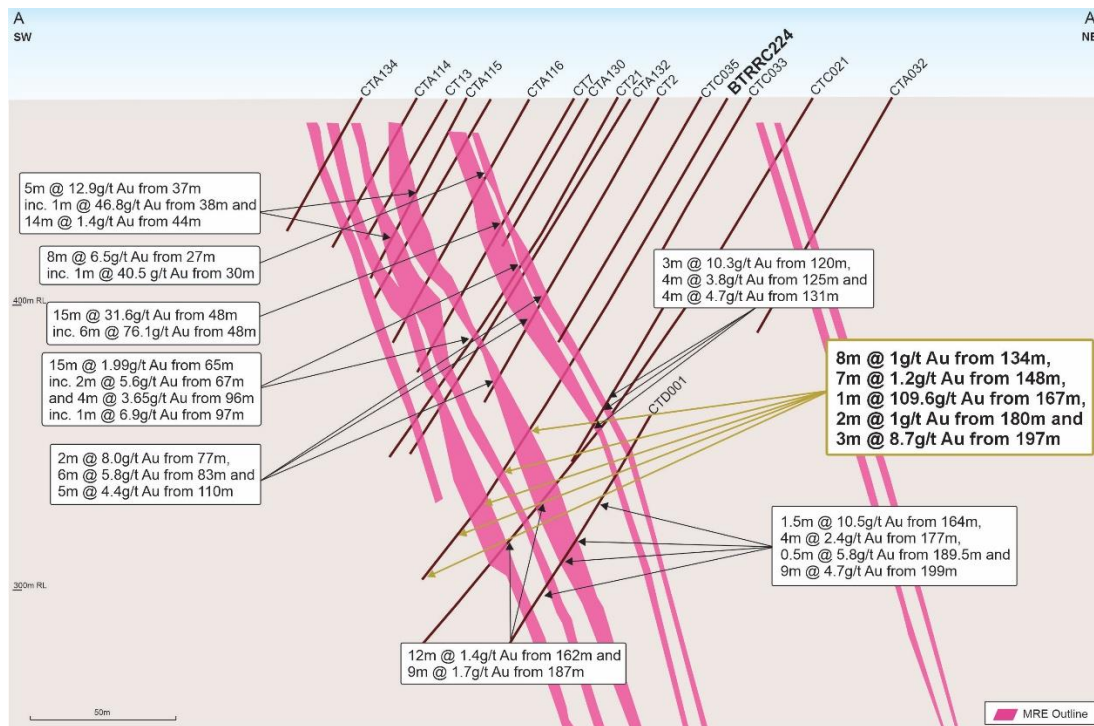 A
SW
A
NE
CTA134
CTA114
CT13
CTA115
CTA116
CT7
CTA130
CT21
CTA132
CT2
CTC035
BTRRC224
CTC033
CTC021
CTA032
5m @ 12.9g/t Au from 37m
inc. 1m @ 46.8g/t Au from 38m and
14m @ 1.4g/t Au from 44m
8m @ 6.5g/t Au from 27m
inc. 1m @ 40.5 g/t Au from 30m
3m @ 10.3g/t Au from 120m,
4m @ 3.8g/t Au from 125m and
4m @ 4.7g/t Au from 131m
400m RL
15m @ 31.6g/t Au from 48m
inc. 6m @ 76.1g/t Au from 48m
15m @ 1.99g/t Au from 65m
inc. 2m @ 5.6g/t Au from 67m
and 4m @ 3.65g/t Au from 96m
inc. 1m @ 6.9g/t Au from 97m
8m @ 1g/t Au from 134m,
7m @ 1.2g/t Au from 148m,
1m @ 109.6g/t Au from 167m,
2m @ 1g/t Au from 180m and
3m @ 8.7g/t Au from 197m
CTD001
2m @ 8.0g/t Au from 77m,
6m @ 5.8g/t Au from 83m and
5m @ 4.4g/t Au from 110m
1.5m @ 10.5g/t Au from 164m,
4m @ 2.4g/t Au from 177m,
0.5m @ 5.8g/t Au from 189.5m and
9m @ 4.7g/t Au from 199m
300m RL
12m @ 1.4g/t Au from 162m and
9m @ 1.7g/t Au from 187m
50m
MRE Outline